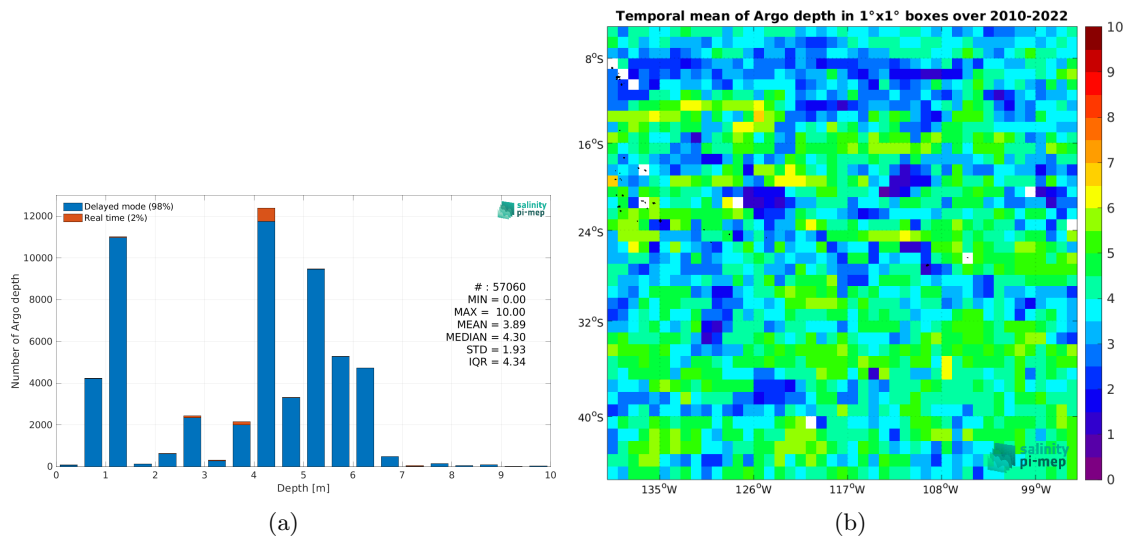 Temporal mean of Argo depth in 1°x1° boxes over 2010-2022
Delayed mode (98%)
Real time (2%)
salinity
pi-mep
# : 57060
MIN = 0.00
MAX = 10.00
MEAN = 3.89
MEDIAN = 4.30
STD = 1.93
IQR = 4.34
Number of Argo depth
12000
10000
8000
6000
4000
2000
0
0 1 2 3 4 5 6 7 8 9 10
Depth [m]
(a)
8°S
16°S
24°S
32°S
40°S
135°W 126°W 117°W 108°W 99°W
salinity
pi-mep
10
9
8
7
6
5
4
3
2
1
0
(b)